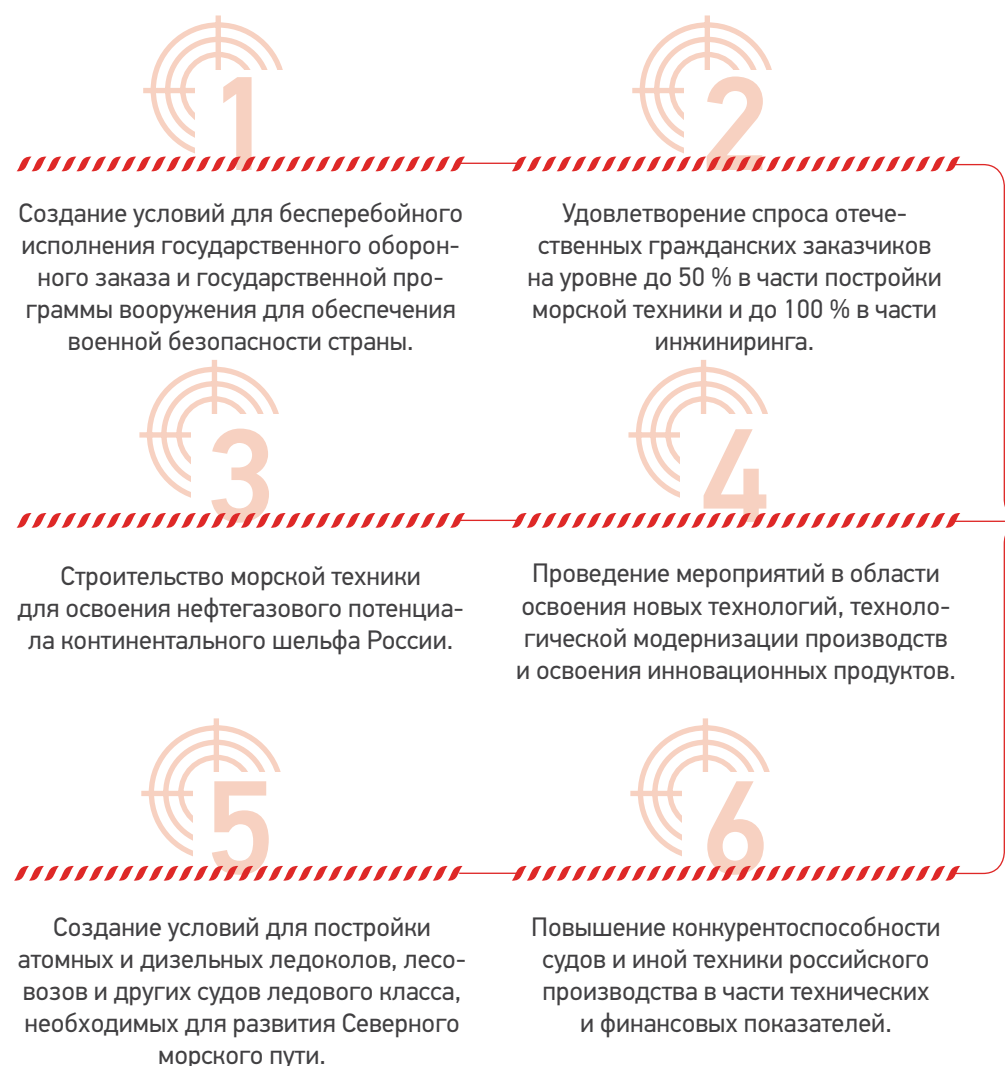 1
Создание условий для бесперебойного
исполнения государственного оборон-
ного заказа и государственной про-
граммы вооружения для обеспечения
военной безопасности страны.
2
Удовлетворение спроса отече-
ственных гражданских заказчиков
на уровне до 50 % в части постройки
морской техники и до 100 % в части
инжиниринга.
3
Строительство морской техники
для освоения нефтегазового потенциа-
ла континентального шельфа России.
4
Проведение мероприятий в области
освоения новых технологий, техноло-
гической модернизации производств
и освоения инновационных продуктов.
5
Создание условий для постройки
атомных и дизельных ледоколов, лесо-
возов и других судов ледового класса,
необходимых для развития Северного
морского пути.
6
Повышение конкурентоспособности
судов и иной техники российского
производства в части технических
и финансовых показателей.